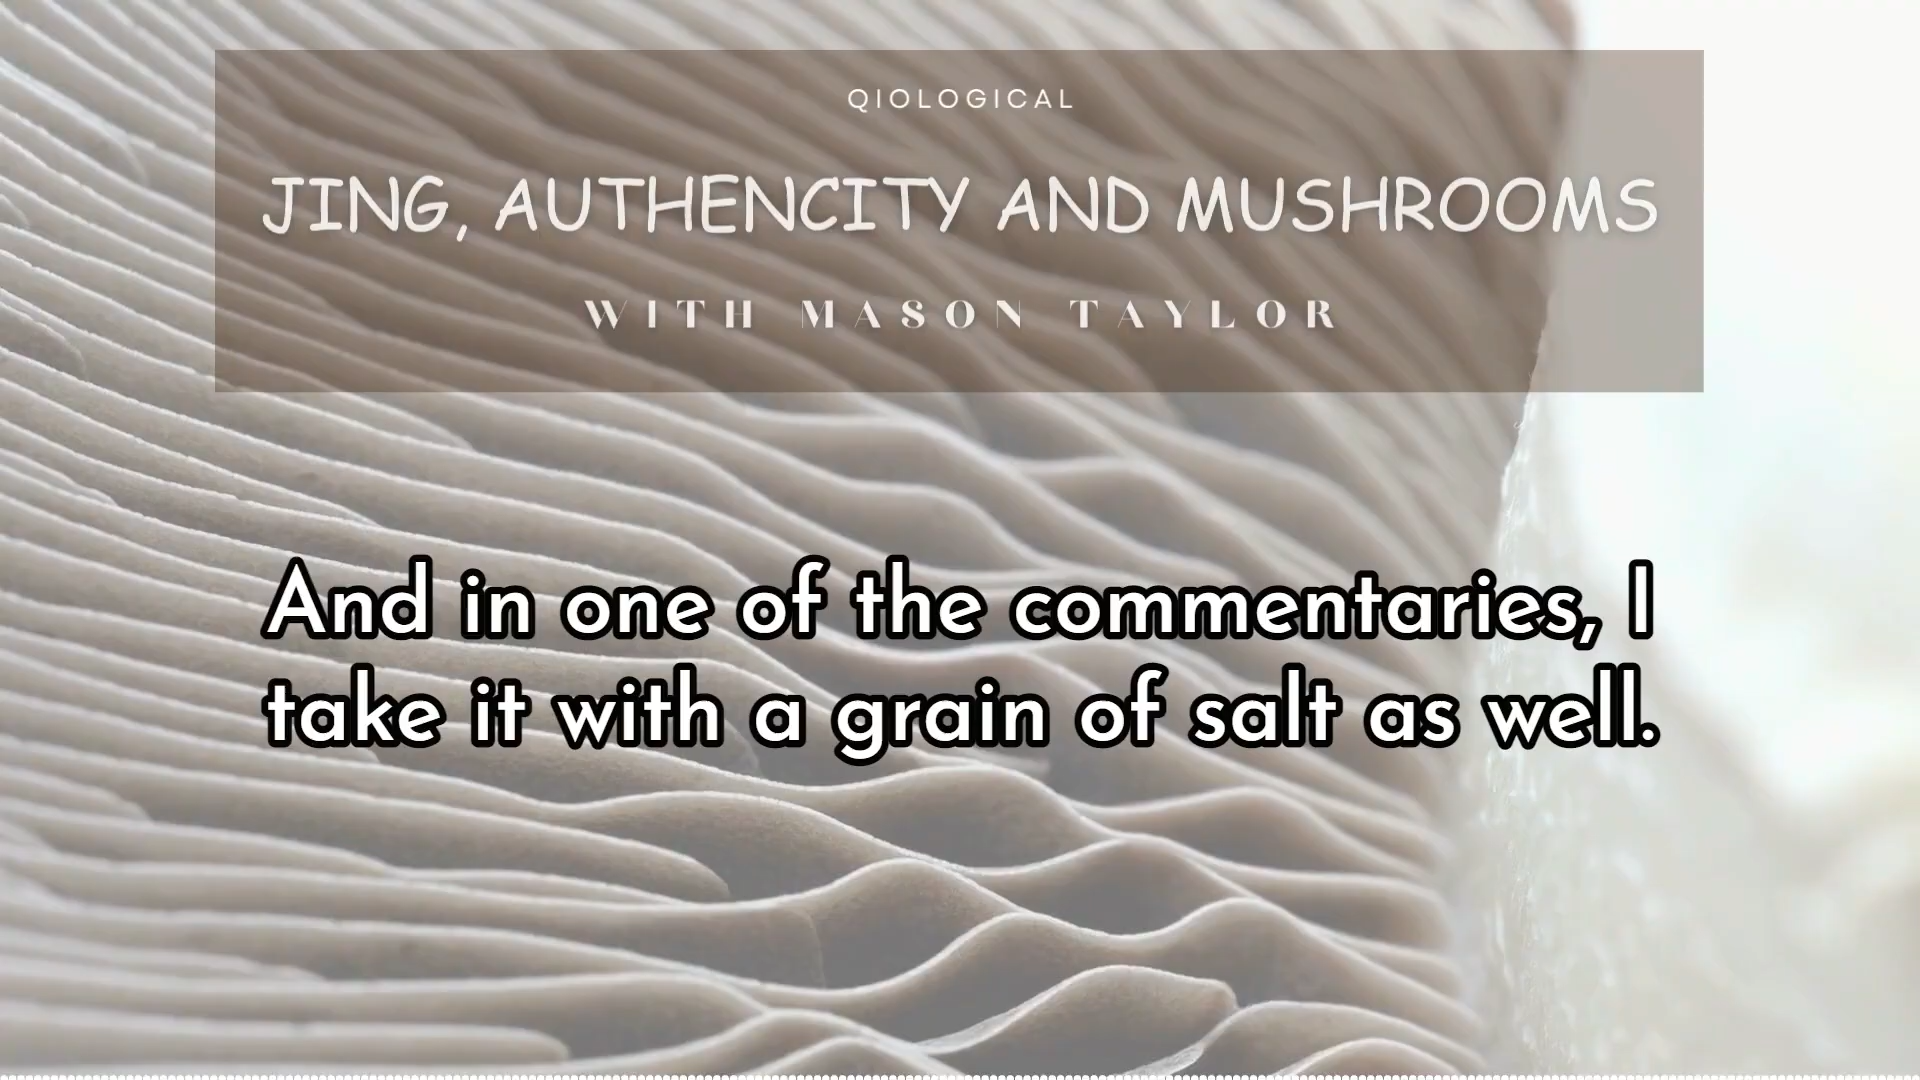 QIOLOGICAL
JING, AUTHENCITY AND MUSHROOMS
WITH MASON TAYLOR
And in one of the commentaries, I
take it with a grain of salt as well.